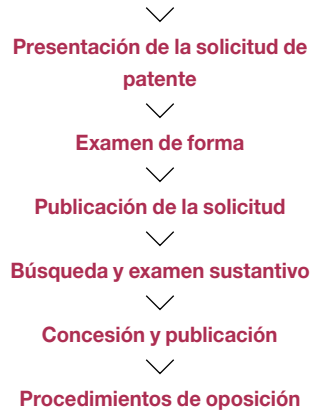 Presentación de la solicitud de
patente
Examen de forma
Publicación de la solicitud
Búsqueda y examen sustantivo
Concesión y publicación
Procedimientos de oposición